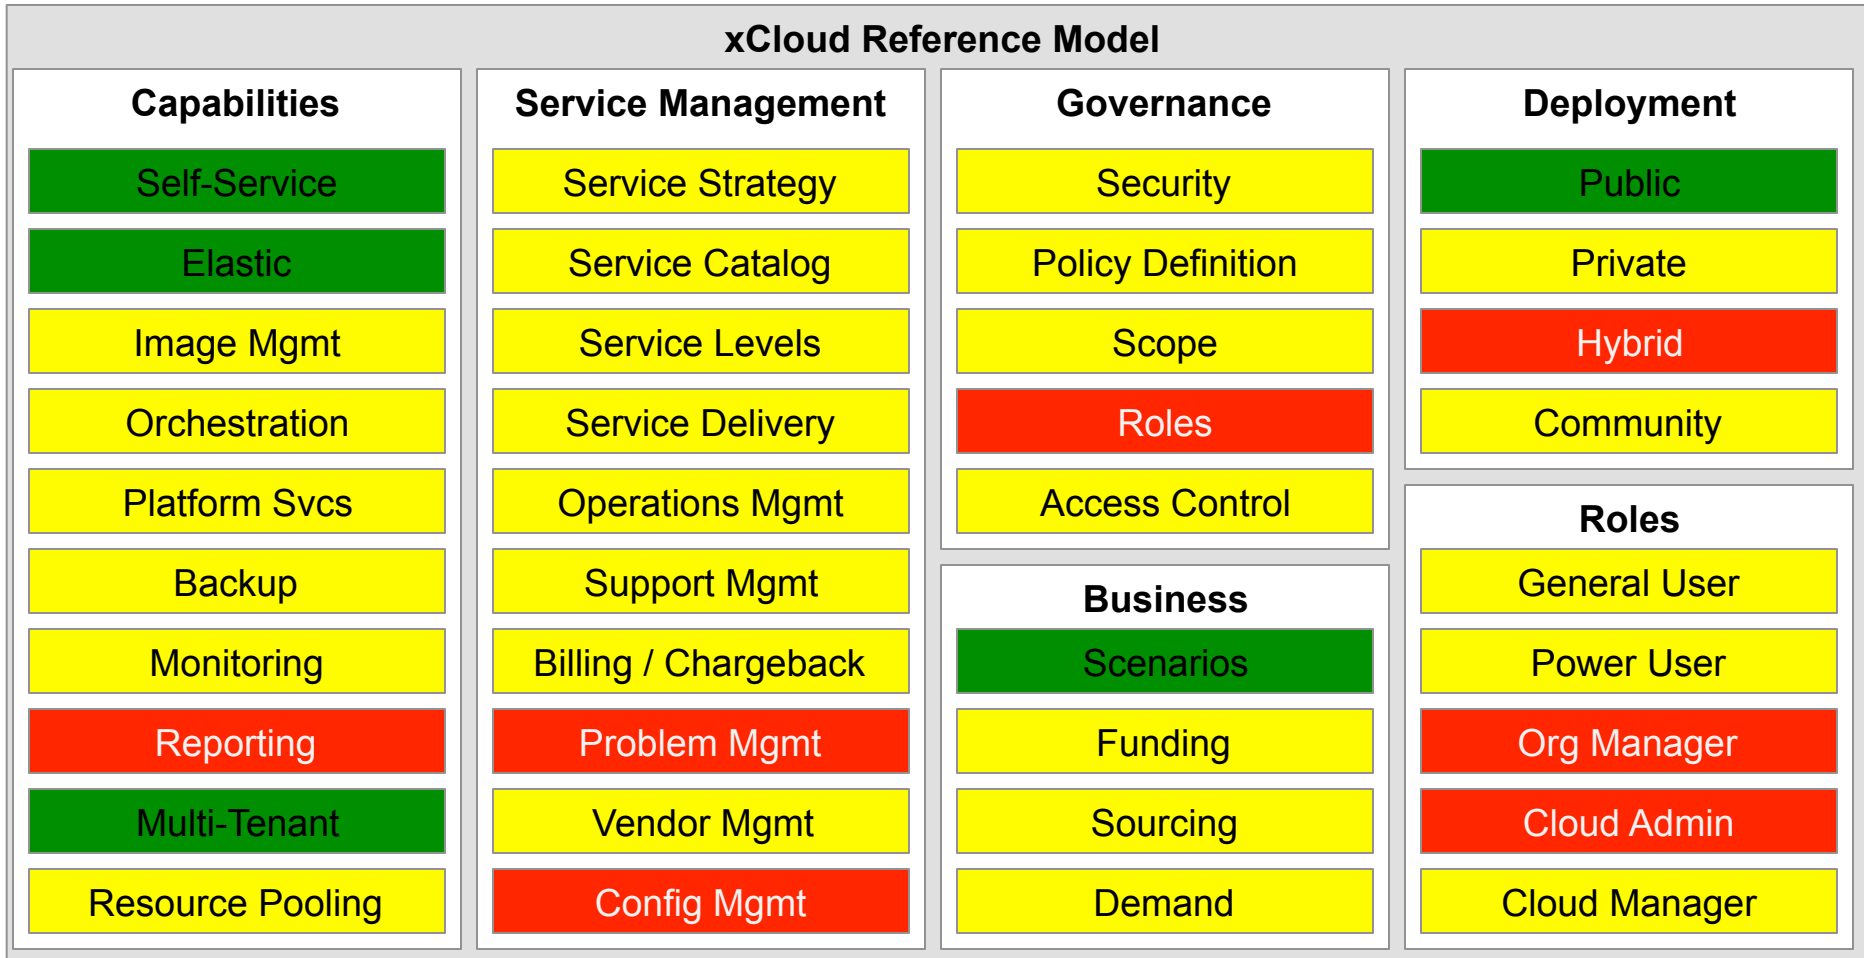 xCloud Reference Model
Capabilities
Self-Service
Elastic
Image Mgmt
Orchestration
Platform Svcs
Backup
Monitoring
Reporting
Multi-Tenant
Resource Pooling
Service Management
Service Strategy
Service Catalog
Service Levels
Service Delivery
Operations Mgmt
Support Mgmt
Billing / Chargeback
Problem Mgmt
Vendor Mgmt
Config Mgmt
Governance
Security
Policy Definition
Scope
Roles
Access Control
Business
Scenarios
Funding
Sourcing
Demand
Deployment
Public
Private
Hybrid
Community
Roles
General User
Power User
Org Manager
Cloud Admin
Cloud Manager